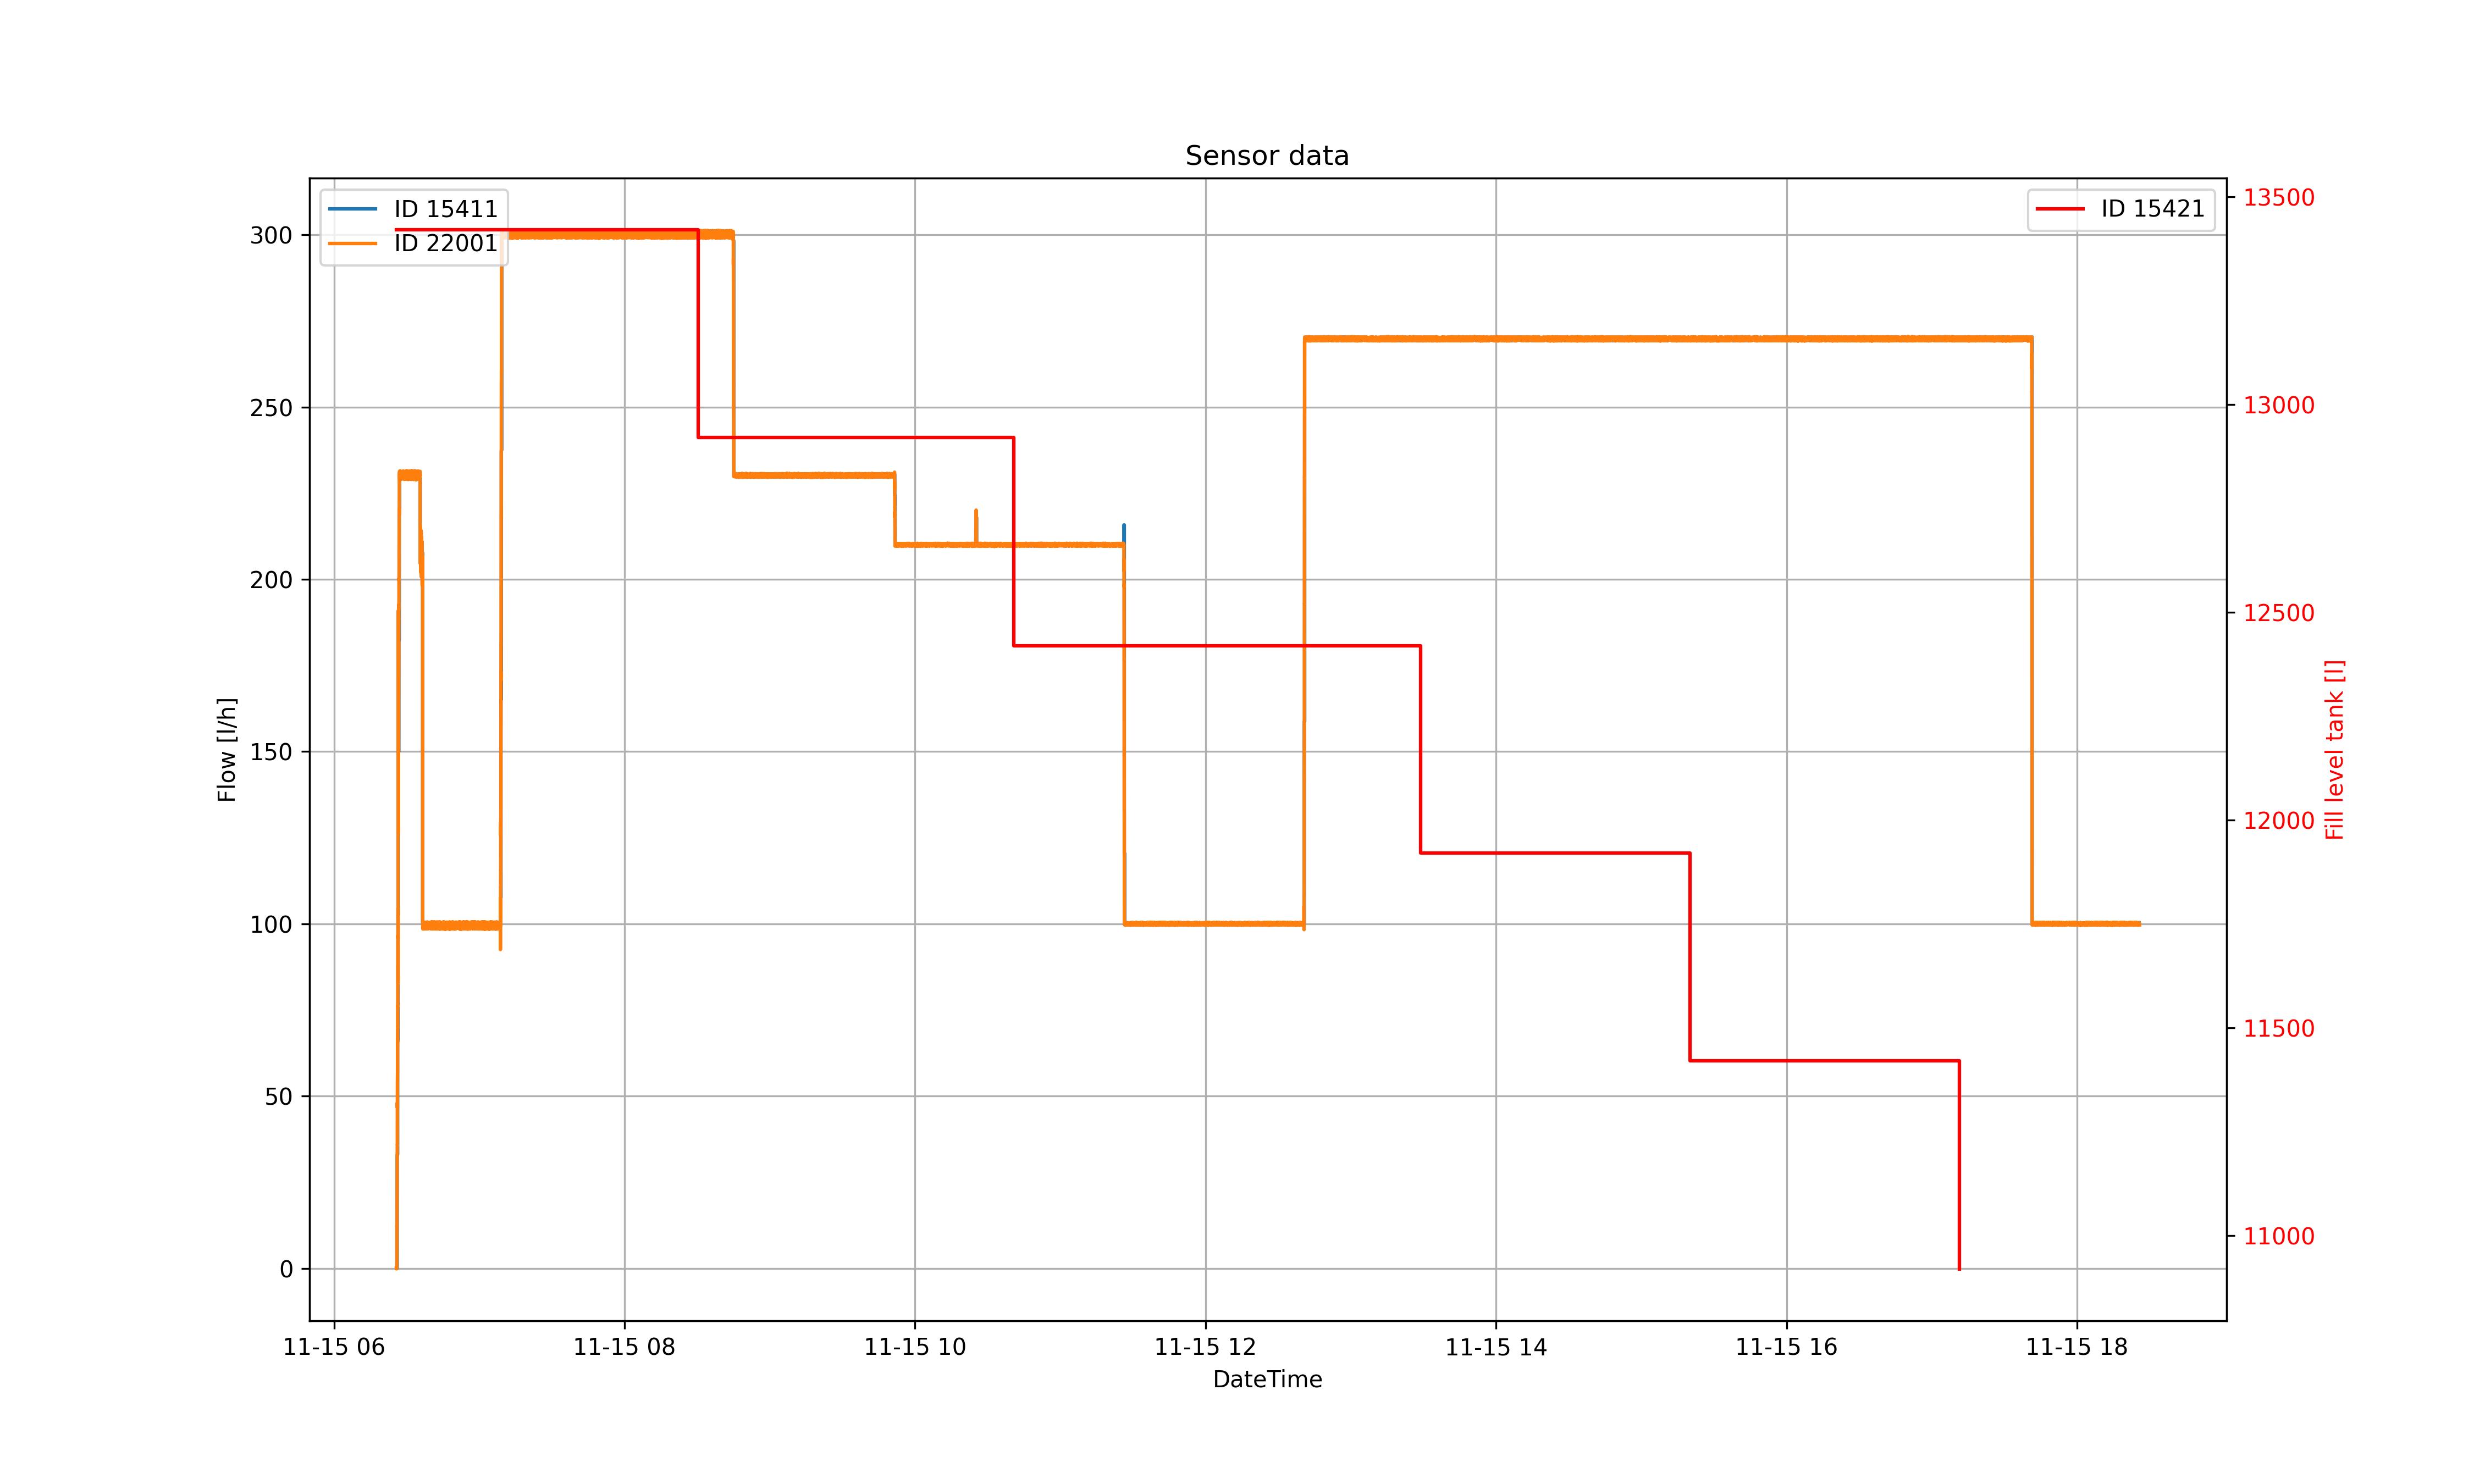 Sensor data
ID 15411
ID 22001
ID 15421
300
250
200
150
100
50
0
Flow [l/h]
13500
13000
12500
12000
11500
11000
Fill level tank [l]
11-15 06
11-15 08
11-15 10
11-15 12
11-15 14
11-15 16
11-15 18
DateTime